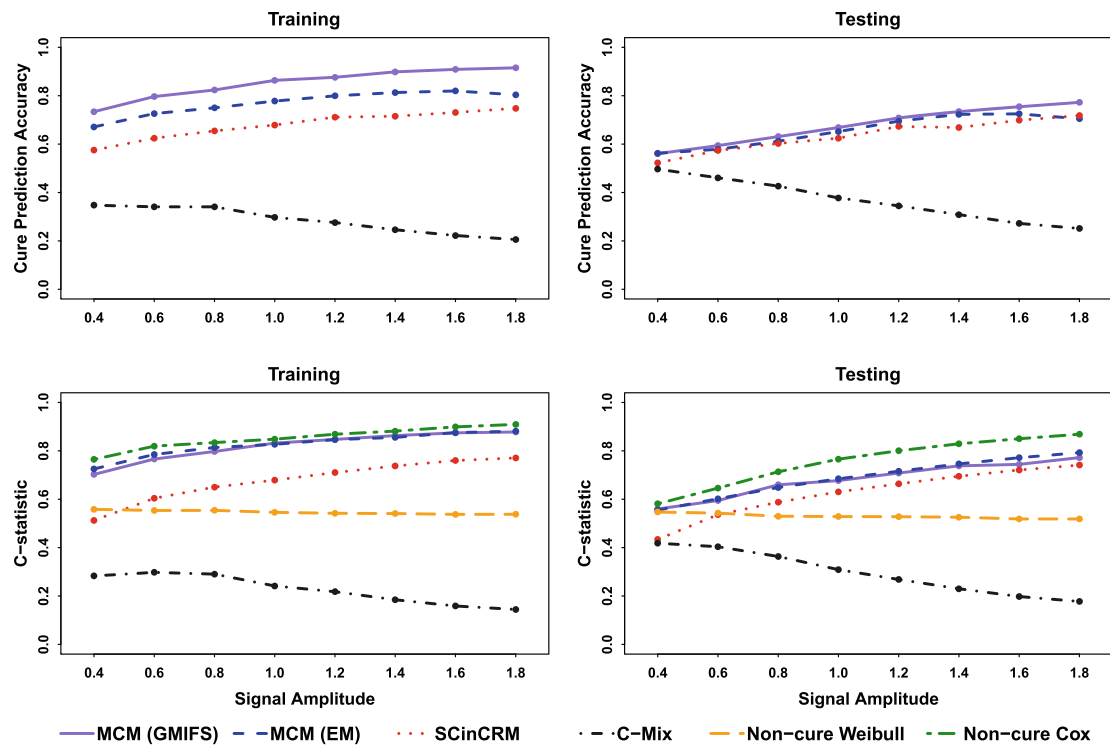 Training
Testing
Cure Prediction Accuracy
0.0 0.2 0.4 0.6 0.8 1.0
0.4 0.6 0.8 1.0 1.2 1.4 1.6 1.8
Cure Prediction Accuracy
0.0 0.2 0.4 0.6 0.8 1.0
0.4 0.6 0.8 1.0 1.2 1.4 1.6 1.8
Training
Testing
C−statistic
0.0 0.2 0.4 0.6 0.8 1.0
0.4 0.6 0.8 1.0 1.2 1.4 1.6 1.8
Signal Amplitude
C−statistic
0.0 0.2 0.4 0.6 0.8 1.0
0.4 0.6 0.8 1.0 1.2 1.4 1.6 1.8
Signal Amplitude
MCM (GMIFS) MCM (EM) SCinCRM C−Mix Non−cure Weibull Non−cure Cox